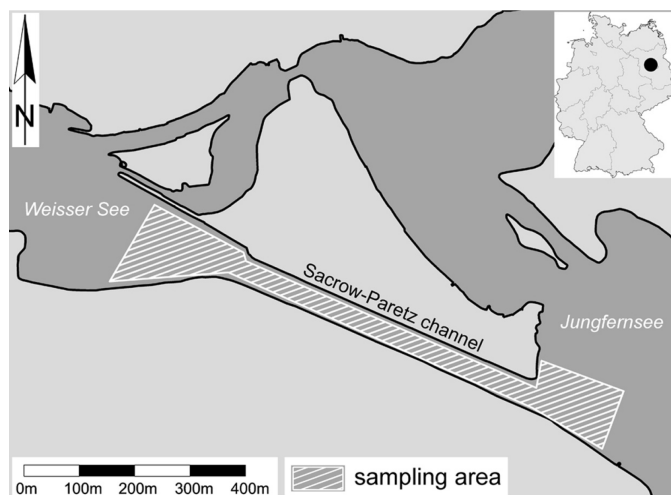 N
Weisser See
Sacrow-Paretz channel
Jungfernsee
0m 100m 200m 300m 400m
sampling area